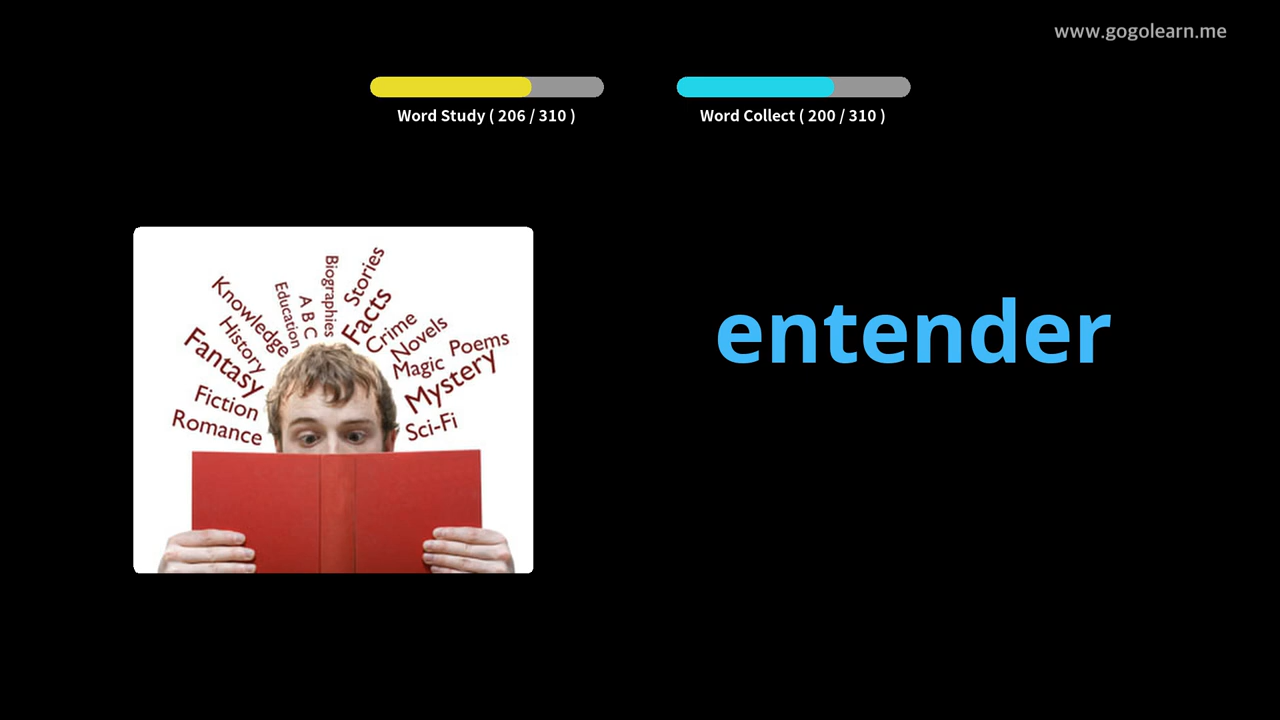 www.gogolearn.me
Word Study ( 206 / 310 )
Word Collect ( 200 / 310 )
Romance
Fiction
Fantasy
History
Knowledge
Education
A B C
Biographies
Stories
Facts
Crime
Novels
Magic
Poems
Mystery
Sci-Fi
entender